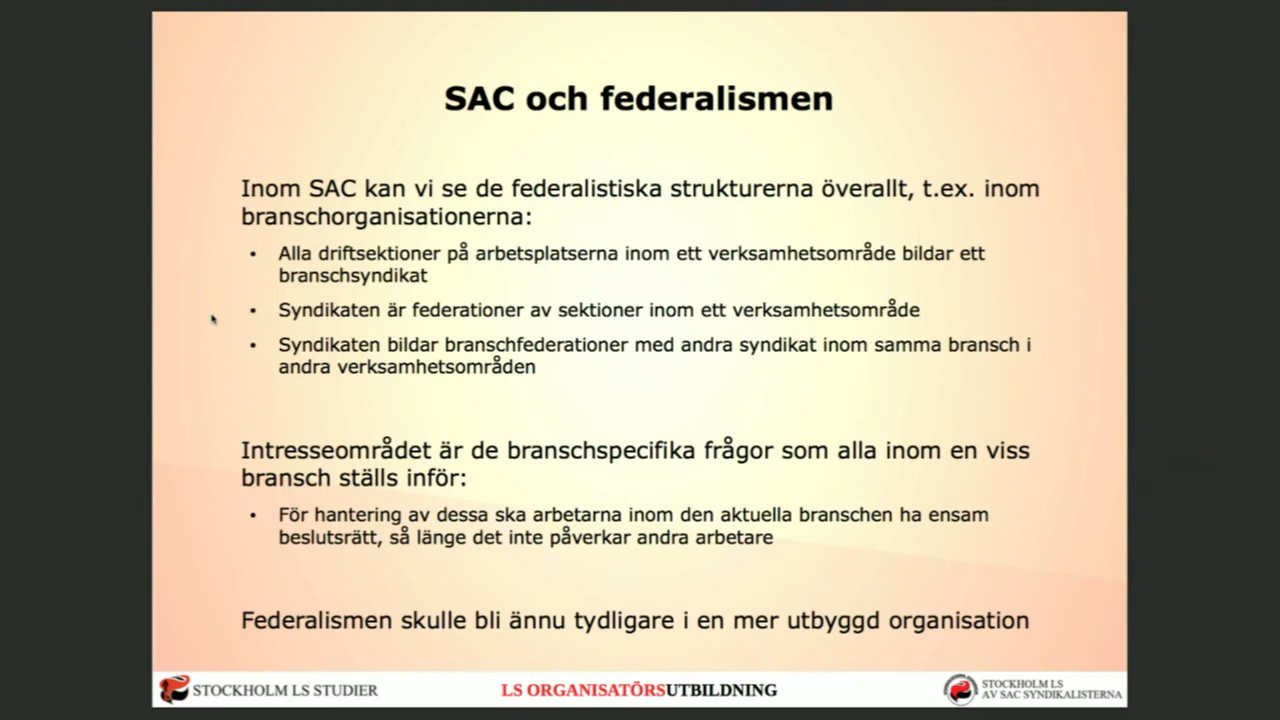 SAC och federalismen
Inom SAC kan vi se de federalistiska strukturerna överallt, t.ex. inom
branschorganisationerna:
• Alla driftsektioner på arbetsplatserna inom ett verksamhetsområde bildar ett
branschsyndikat
• Syndikaten är federationer av sektioner inom ett verksamhetsområde
• Syndikaten bildar branschfederationer med andra syndikat inom samma bransch i
andra verksamhetsområden
Intresseområdet är de branschspecifika frågor som alla inom en viss
bransch ställs inför:
• För hantering av dessa ska arbetarna inom den aktuella branschen ha ensam
beslutsrätt, så länge det inte påverkar andra arbetare
Federalismen skulle bli ännu tydligare i en mer utbyggd organisation
STOCKHOLM LS STUDIER
LS ORGANISATÖRSUTBILDNING
STOCKHOLM LS
AV SAC SYNDIKALISTERNA